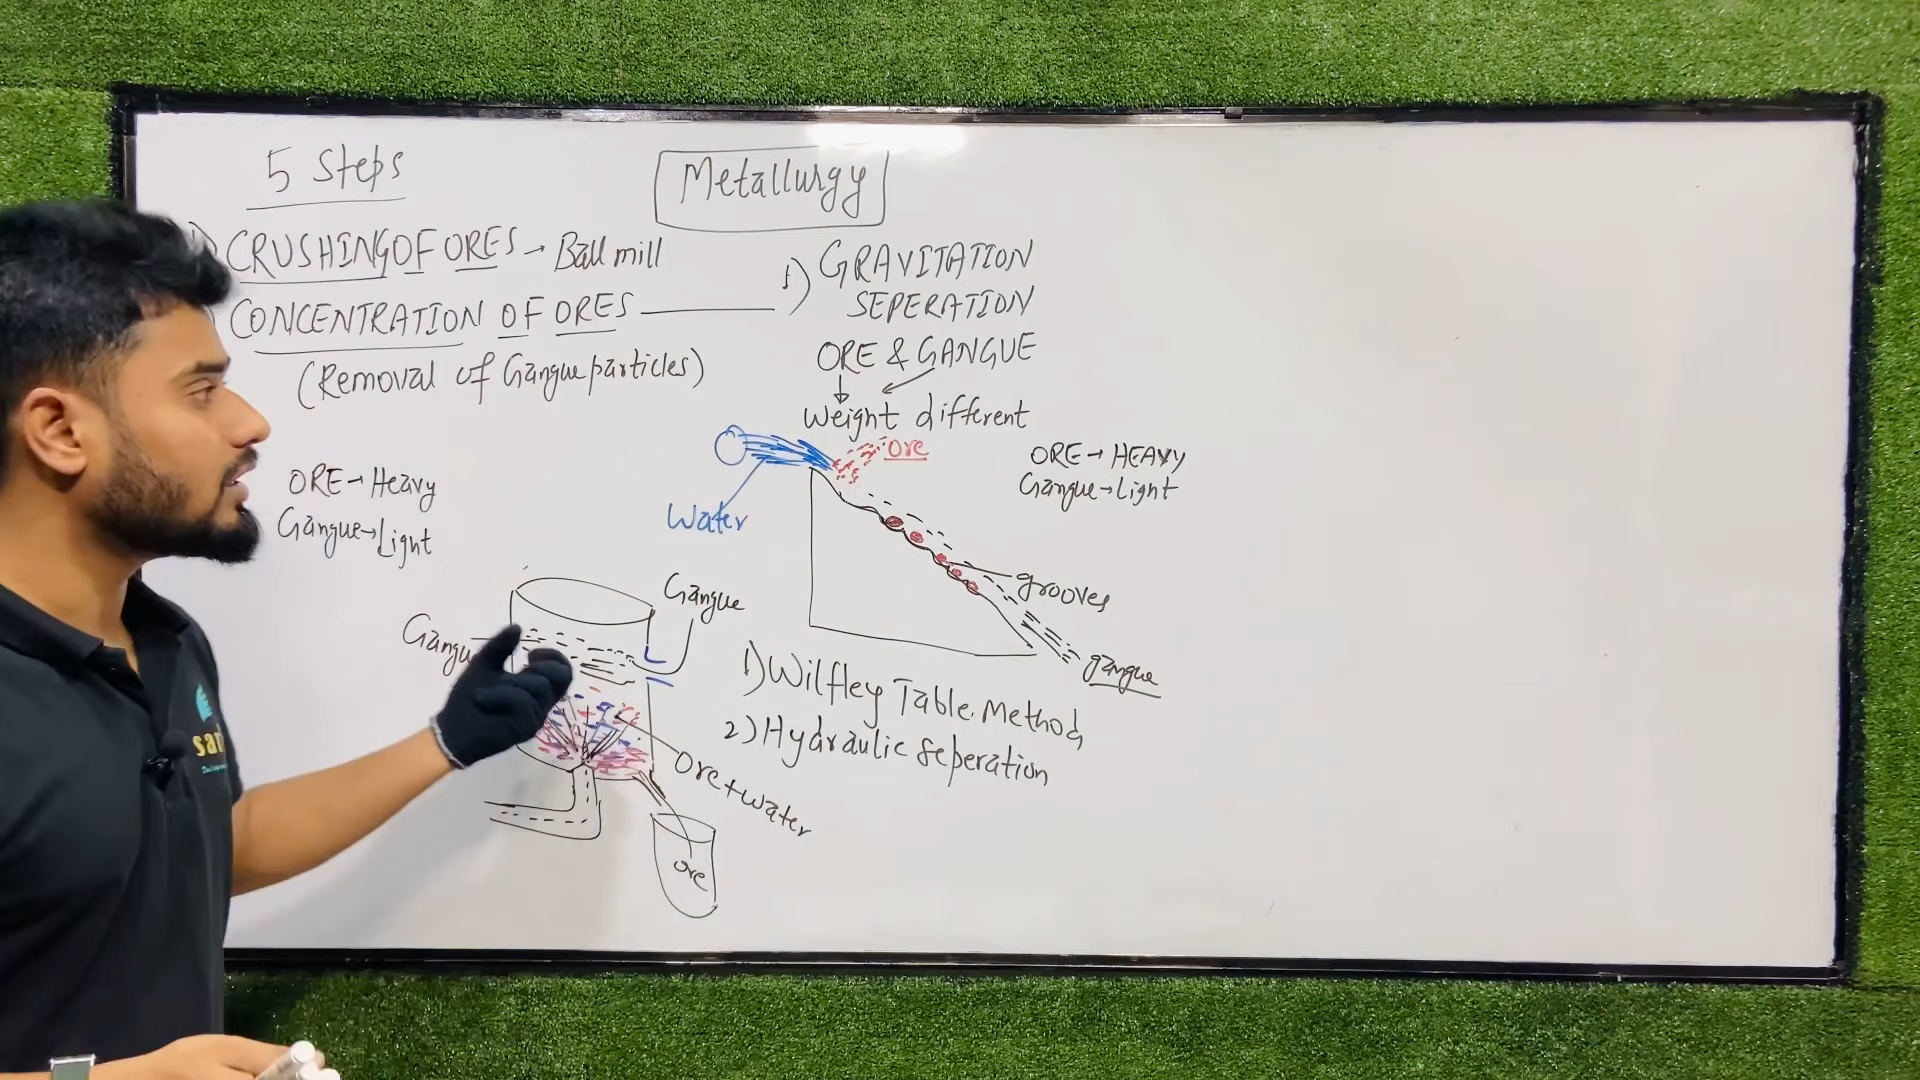 5 Steps
Metallurgy
1) CRUSHING OF ORES → Ball mill
CONCENTRATION OF ORES
(Removal of Gangue particles)
1) GRAVITATION
SEPERATION
ORE & GANGUE
Weight different
ore
Water
ORE → HEAVY
Gangue → Light
ORE → Heavy
Gangue → Light
grooves
gangue
Gangue
Gangu
1) Wilfley Table Method
2) Hydraulic Seperation
Ore + water
ore